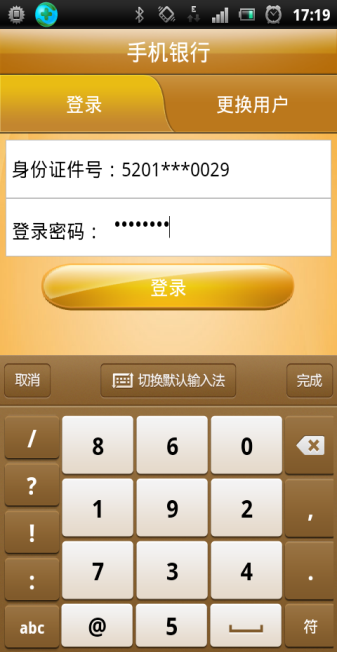 E 17:19
手机银行
登录 更换用户
身份证件号：5201***0029
登录密码： ••••••••
登录
取消 切换默认输入法 完成
/ 8 6 0
? 1 9 2 ,
! 7 3 4 .
:
abc @ 5 符